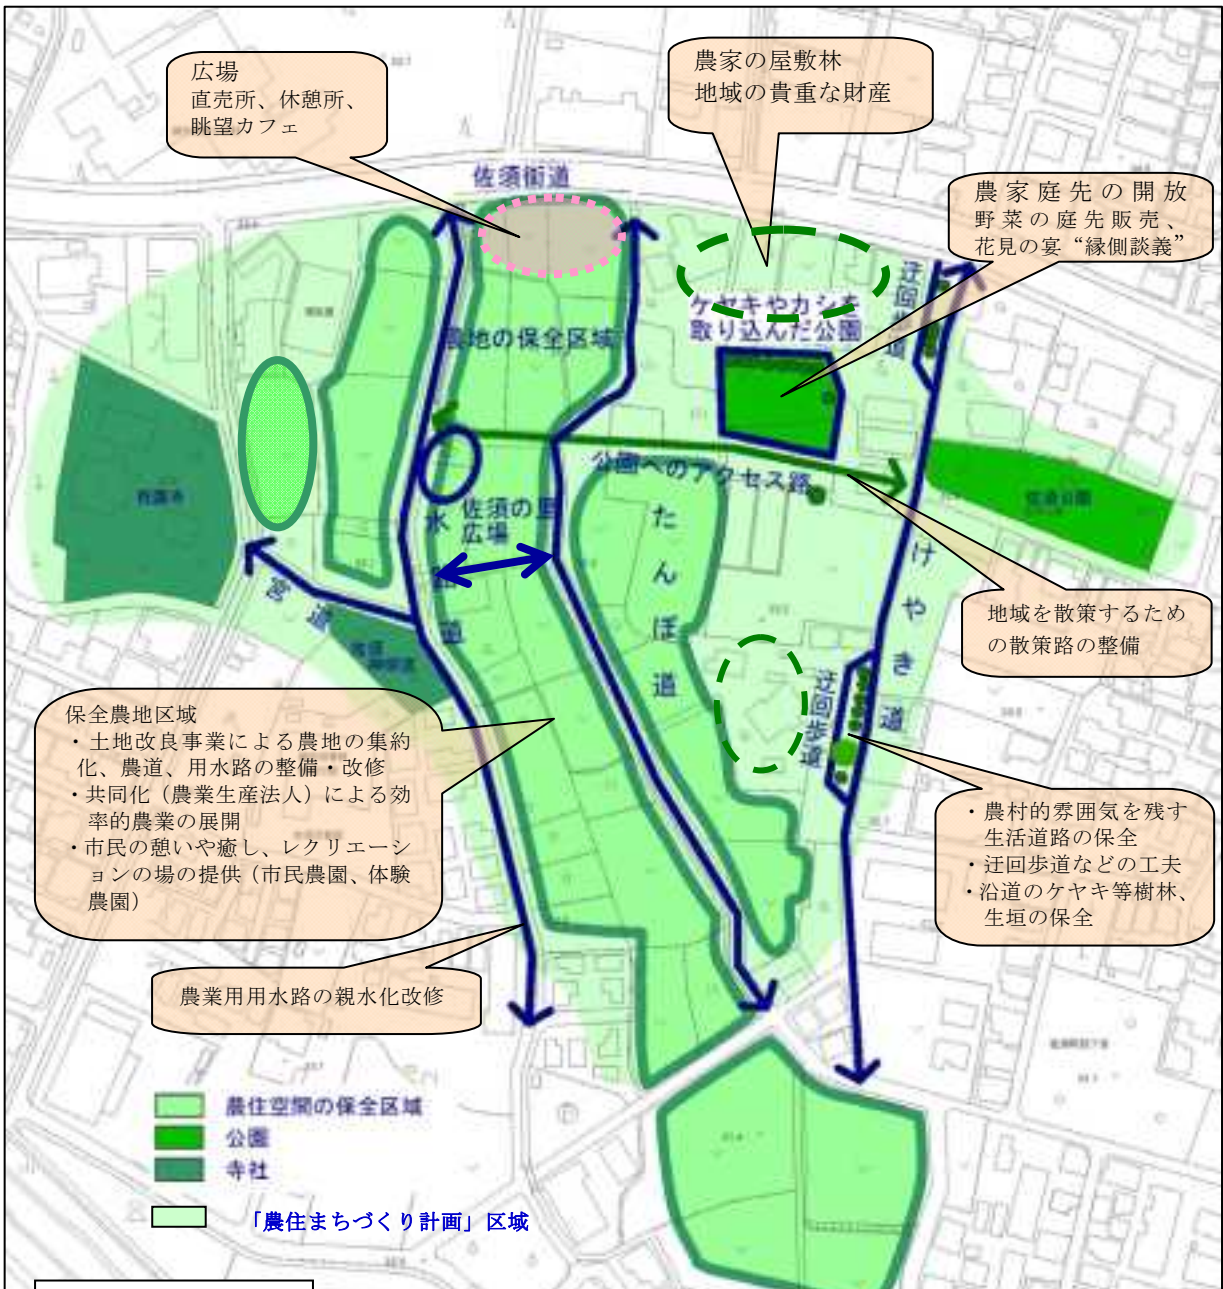 広場
直売所、休憩所、
眺望カフェ
農家の屋敷林
地域の貴重な財産
佐須街道
農家庭先の開放
野菜の庭先販売、
花見の宴“縁側談義”
迂回歩道
ケヤキやカシを
取り込んだ公園
農地の保全区域
公園へのアクセス路
佐須の里
広場
水路道
たんぼ道
けやき道
宮道
迂回歩道
地域を散策するため
の散策路の整備
保全農地区域
・土地改良事業による農地の集約
化、農道、用水路の整備・改修
・共同化（農業生産法人）による効
率的農業の展開
・市民の憩いや癒し、レクリエーシ
ョンの場の提供（市民農園、体験
農園）
・農村的雰囲気を残す
生活道路の保全
・迂回歩道などの工夫
・沿道のケヤキ等樹林、
生垣の保全
農業用用水路の親水化改修
農住空間の保全区域
公園
寺社
「農住まちづくり計画」区域